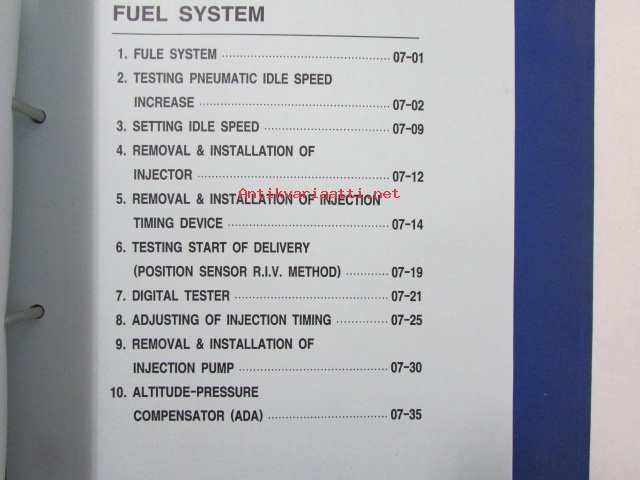 FUEL SYSTEM
1. FULE SYSTEM ........................................ 07-01
2. TESTING PNEUMATIC IDLE SPEED
INCREASE ............................................. 07-02
3. SETTING IDLE SPEED .............................. 07-09
4. REMOVAL & INSTALLATION OF
INJECTOR .............................................. 07-12
Antikvariaatti.net
5. REMOVAL & INSTALLATION OF INJECTION
TIMING DEVICE ...................................... 07-14
6. TESTING START OF DELIVERY
(POSITION SENSOR R.I.V. METHOD) ........... 07-19
7. DIGITAL TESTER ..................................... 07-21
8. ADJUSTING OF INJECTION TIMING .............. 07-25
9. REMOVAL & INSTALLATION OF
INJECTION PUMP .................................... 07-30
10. ALTITUDE-PRESSURE
COMPENSATOR (ADA) ............................. 07-35